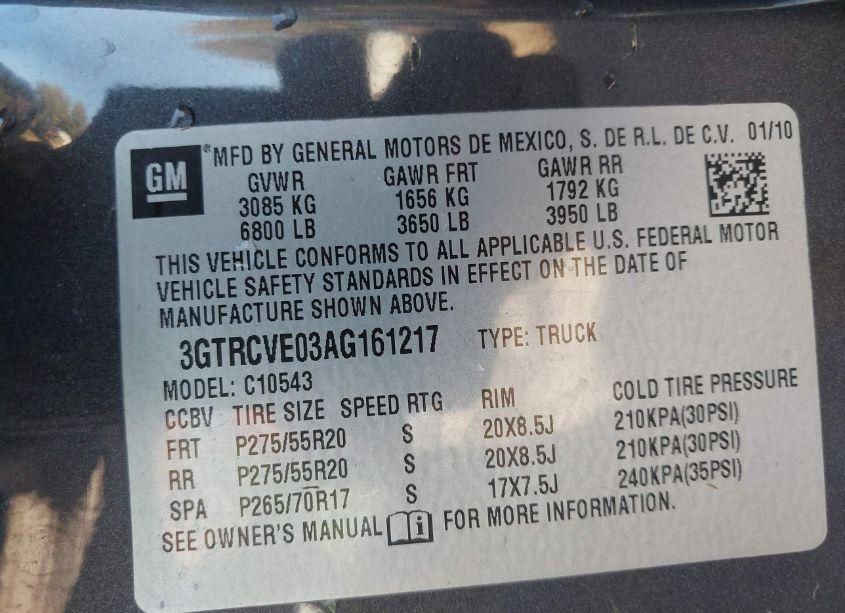 GM
®MFD BY GENERAL MOTORS DE MEXICO, S. DE R.L. DE C.V. 01/10
GVWR GAWR FRT GAWR RR
3085 KG 1656 KG 1792 KG
6800 LB 3650 LB 3950 LB
THIS VEHICLE CONFORMS TO ALL APPLICABLE U.S. FEDERAL MOTOR
VEHICLE SAFETY STANDARDS IN EFFECT ON THE DATE OF
MANUFACTURE SHOWN ABOVE.
3GTRCVE03AG161217 TYPE: TRUCK
MODEL: C10543
CCBV TIRE SIZE SPEED RTG RIM COLD TIRE PRESSURE
FRT P275/55R20 S 20X8.5J 210KPA(30PSI)
RR P275/55R20 S 20X8.5J 210KPA(30PSI)
SPA P265/70R17 S 17X7.5J 240KPA(35PSI)
SEE OWNER'S MANUAL i FOR MORE INFORMATION.